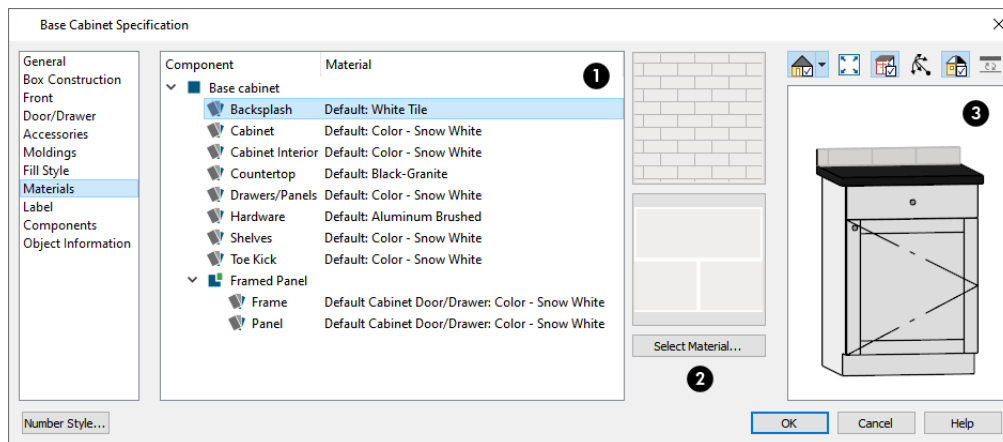 Base Cabinet Specification
General
Box Construction
Front
Door/Drawer
Accessories
Moldings
Fill Style
Materials
Label
Components
Object Information
Component Material
1
Base cabinet
Backsplash Default: White Tile
Cabinet Default: Color - Snow White
Cabinet Interior Default: Color - Snow White
Countertop Default: Black-Granite
Drawers/Panels Default: Color - Snow White
Hardware Default: Aluminum Brushed
Shelves Default: Color - Snow White
Toe Kick Default: Color - Snow White
Framed Panel
Frame Default Cabinet Door/Drawer: Color - Snow White
Panel Default Cabinet Door/Drawer: Color - Snow White
Select Material...
2
3
Number Style...
OK Cancel Help